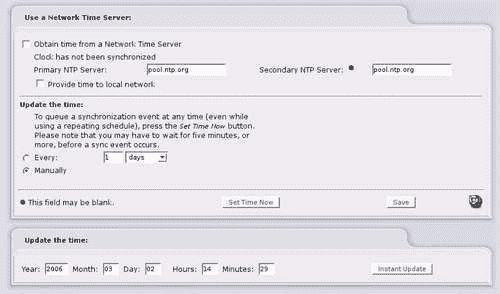 Use a Network Time Server:
Obtain time from a Network Time Server
Clock: has not been synchronized
Primary NTP Server: pool.ntp.org Secondary NTP Server: pool.ntp.org
Provide time to local network
Update the time:
To queue a synchronization event at any time (even while
using a repeating schedule), press the Set Time Now button.
Please note that you may have to wait for five minutes, or
more, before a sync event occurs.
Every: 1 days
Manually
This field may be blank. Set Time Now Save
Update the time:
Year: 2006 Month: 03 Day: 02 Hours: 14 Minutes: 29 Instant Update